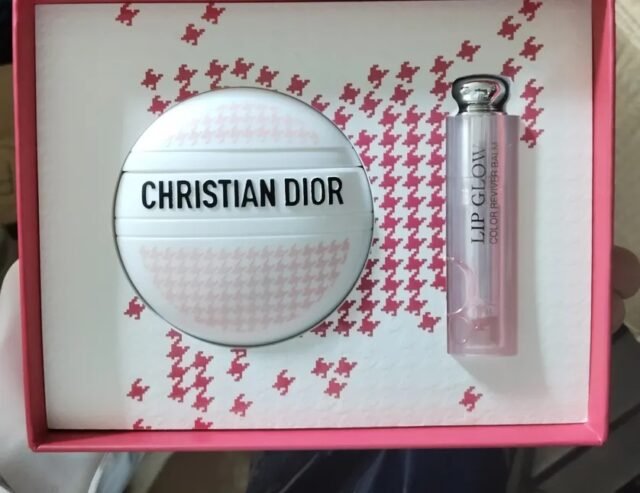 CHRISTIAN DIOR
LIP GLOW
COLOR REVIVER BALM